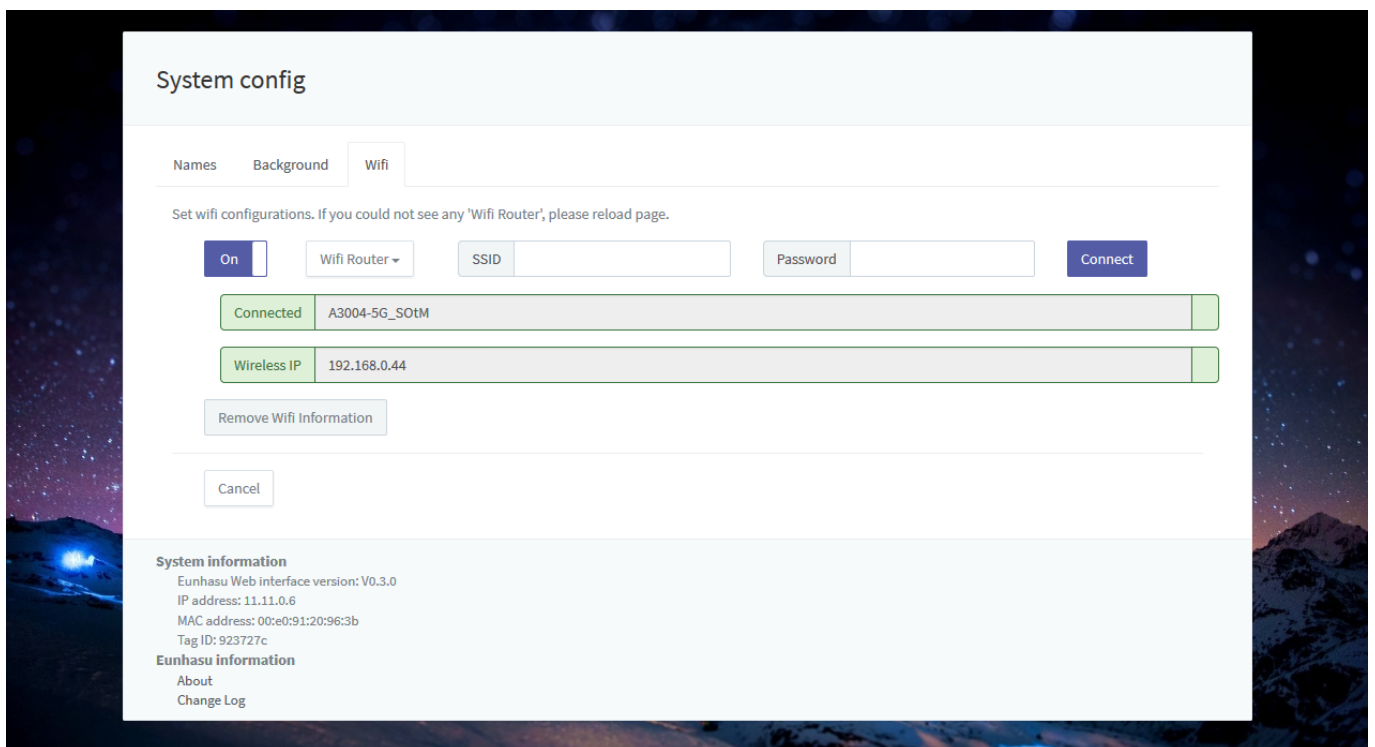 System config
Names Background Wifi
Set wifi configurations. If you could not see any 'Wifi Router', please reload page.
On Wifi Router SSID Password Connect
Connected A3004-5G_SOtM
Wireless IP 192.168.0.44
Remove Wifi Information
Cancel
System information
Eunhasu Web interface version: V0.3.0
IP address: 11.11.0.6
MAC address: 00:e0:91:20:96:3b
Tag ID: 923727c
Eunhasu information
About
Change Log